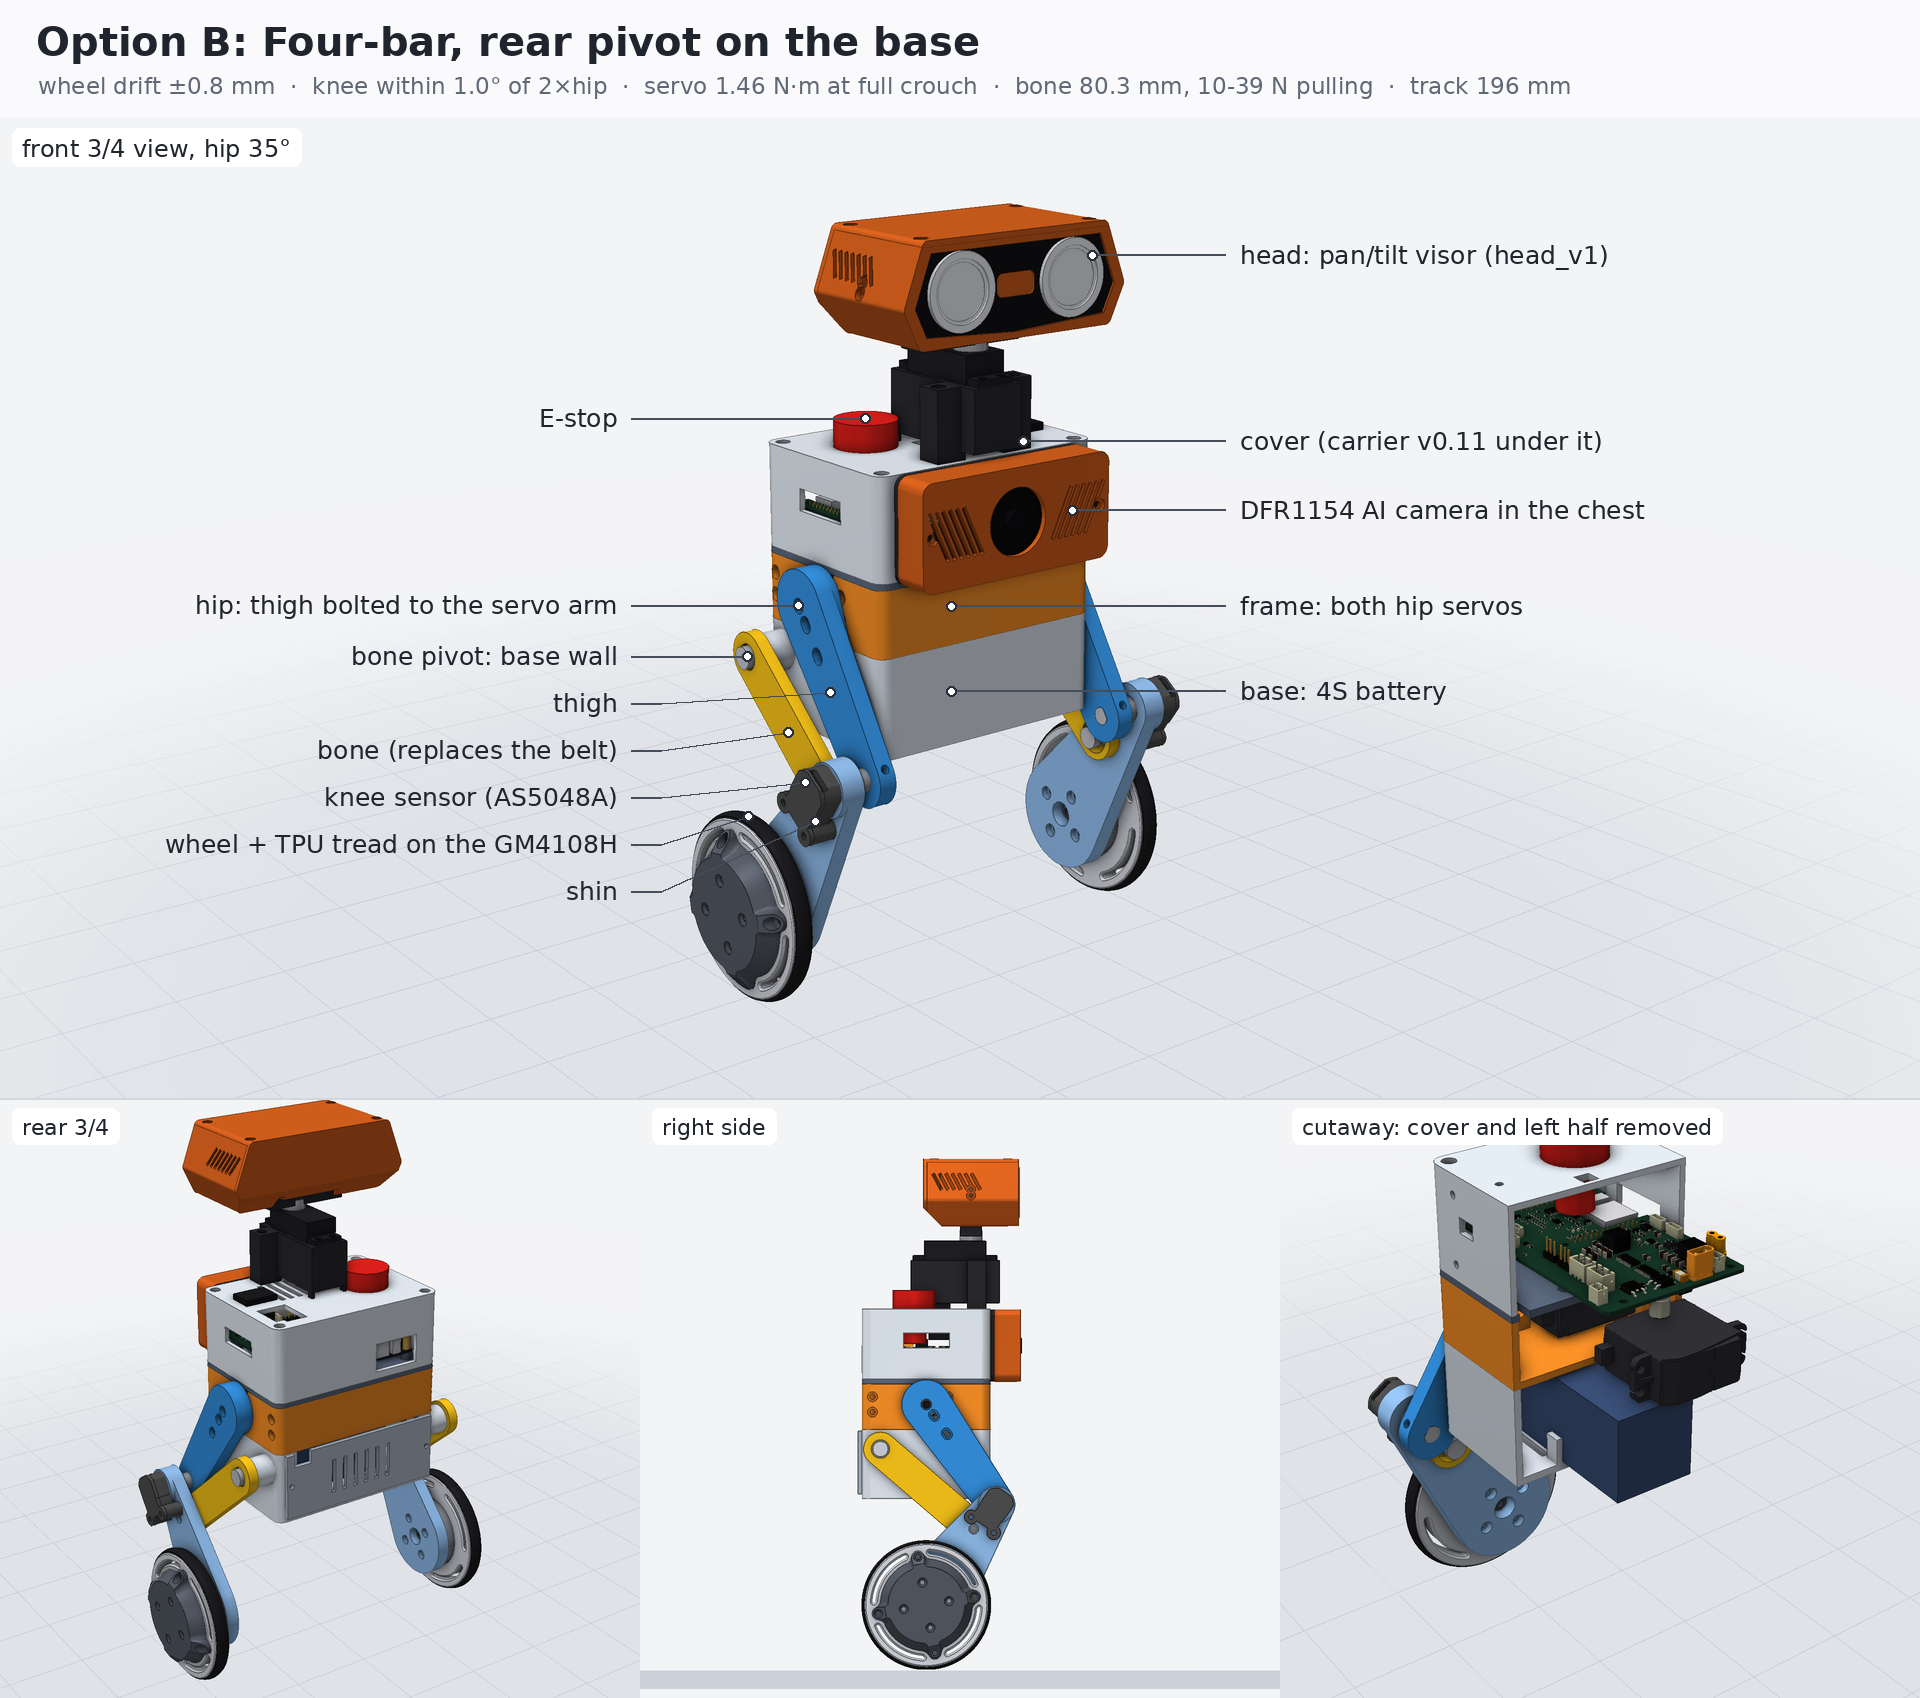 Option B: Four-bar, rear pivot on the base
wheel drift ±0.8 mm · knee within 1.0° of 2×hip · servo 1.46 N·m at full crouch · bone 80.3 mm, 10-39 N pulling · track 196 mm
front 3/4 view, hip 35°
head: pan/tilt visor (head_v1)
E-stop
cover (carrier v0.11 under it)
DFR1154 AI camera in the chest
hip: thigh bolted to the servo arm
frame: both hip servos
bone pivot: base wall
base: 4S battery
thigh
bone (replaces the belt)
knee sensor (AS5048A)
wheel + TPU tread on the GM4108H
shin
rear 3/4
right side
cutaway: cover and left half removed